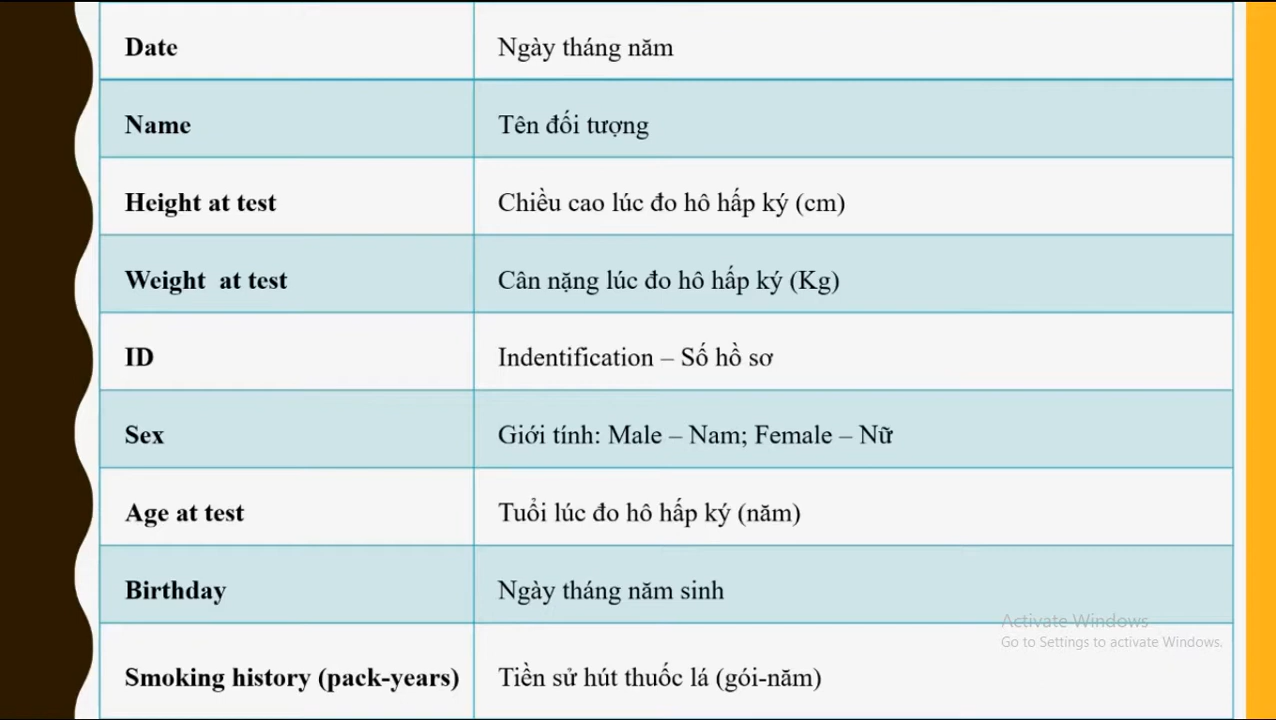 Date Ngày tháng năm
Name Tên đối tượng
Height at test Chiều cao lúc đo hô hấp ký (cm)
Weight at test Cân nặng lúc đo hô hấp ký (Kg)
ID Indentification – Số hồ sơ
Sex Giới tính: Male – Nam; Female – Nữ
Age at test Tuổi lúc đo hô hấp ký (năm)
Birthday Ngày tháng năm sinh
Activate Windows
Go to Settings to activate Windows.
Smoking history (pack-years) Tiền sử hút thuốc lá (gói-năm)